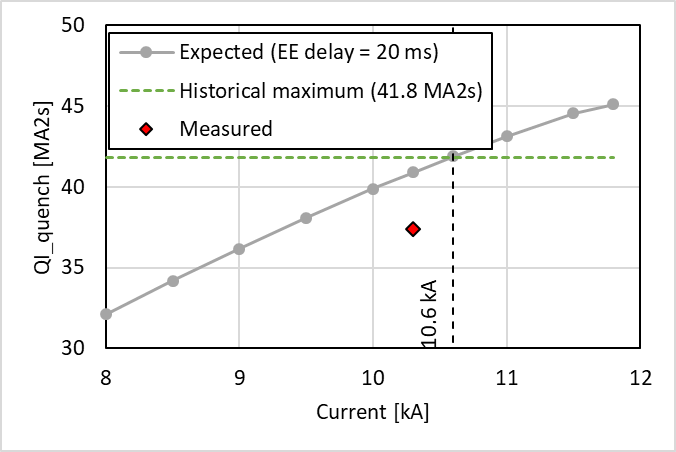 50
45
40
35
30
QI_quench [MA2s]
Expected (EE delay = 20 ms)
Historical maximum (41.8 MA2s)
Measured
10.6 kA
8
9
10
11
12
Current [kA]